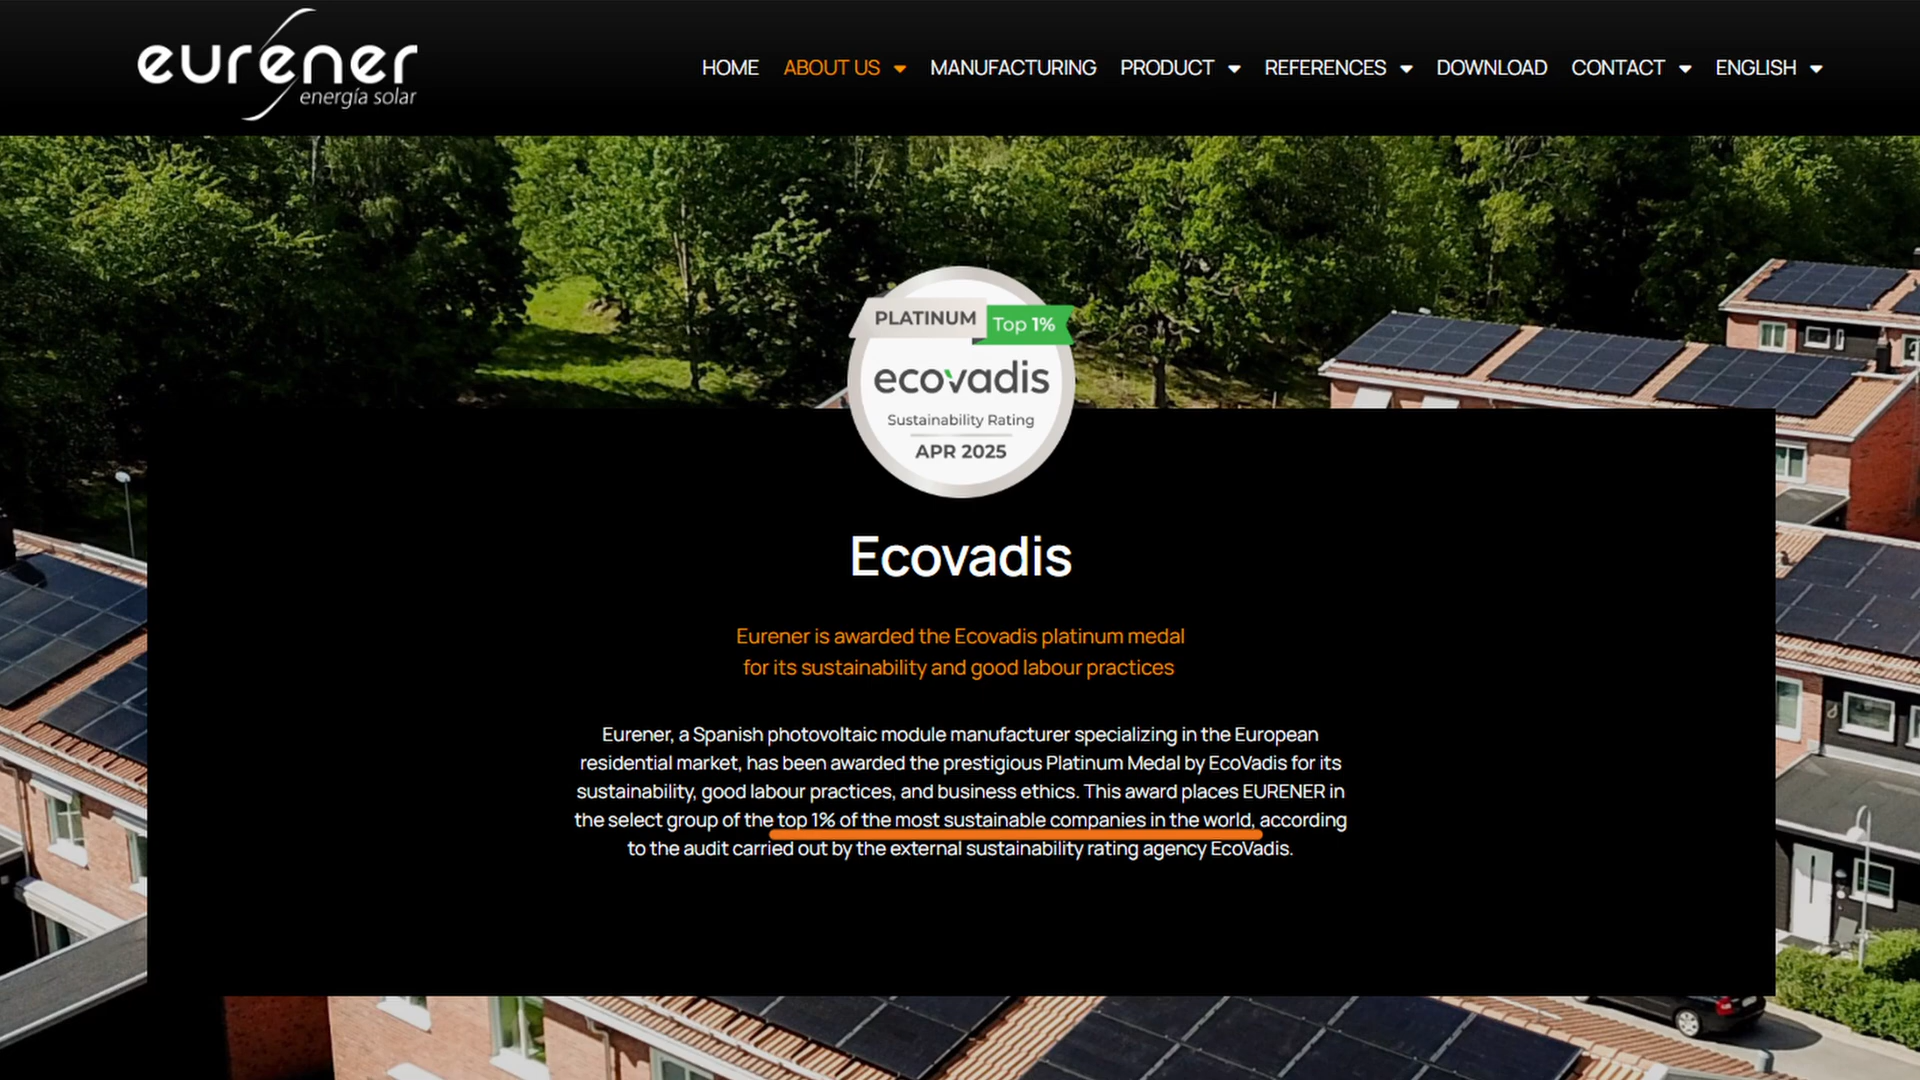 eurener
energía solar
HOME ABOUT US MANUFACTURING PRODUCT REFERENCES DOWNLOAD CONTACT ENGLISH
PLATINUM Top 1%
ecovadis
Sustainability Rating
APR 2025
Ecovadis
Eurener is awarded the Ecovadis platinum medal
for its sustainability and good labour practices
Eurener, a Spanish photovoltaic module manufacturer specializing in the European
residential market, has been awarded the prestigious Platinum Medal by EcoVadis for its
sustainability, good labour practices, and business ethics. This award places EURENER in
the select group of the top 1% of the most sustainable companies in the world, according
to the audit carried out by the external sustainability rating agency EcoVadis.